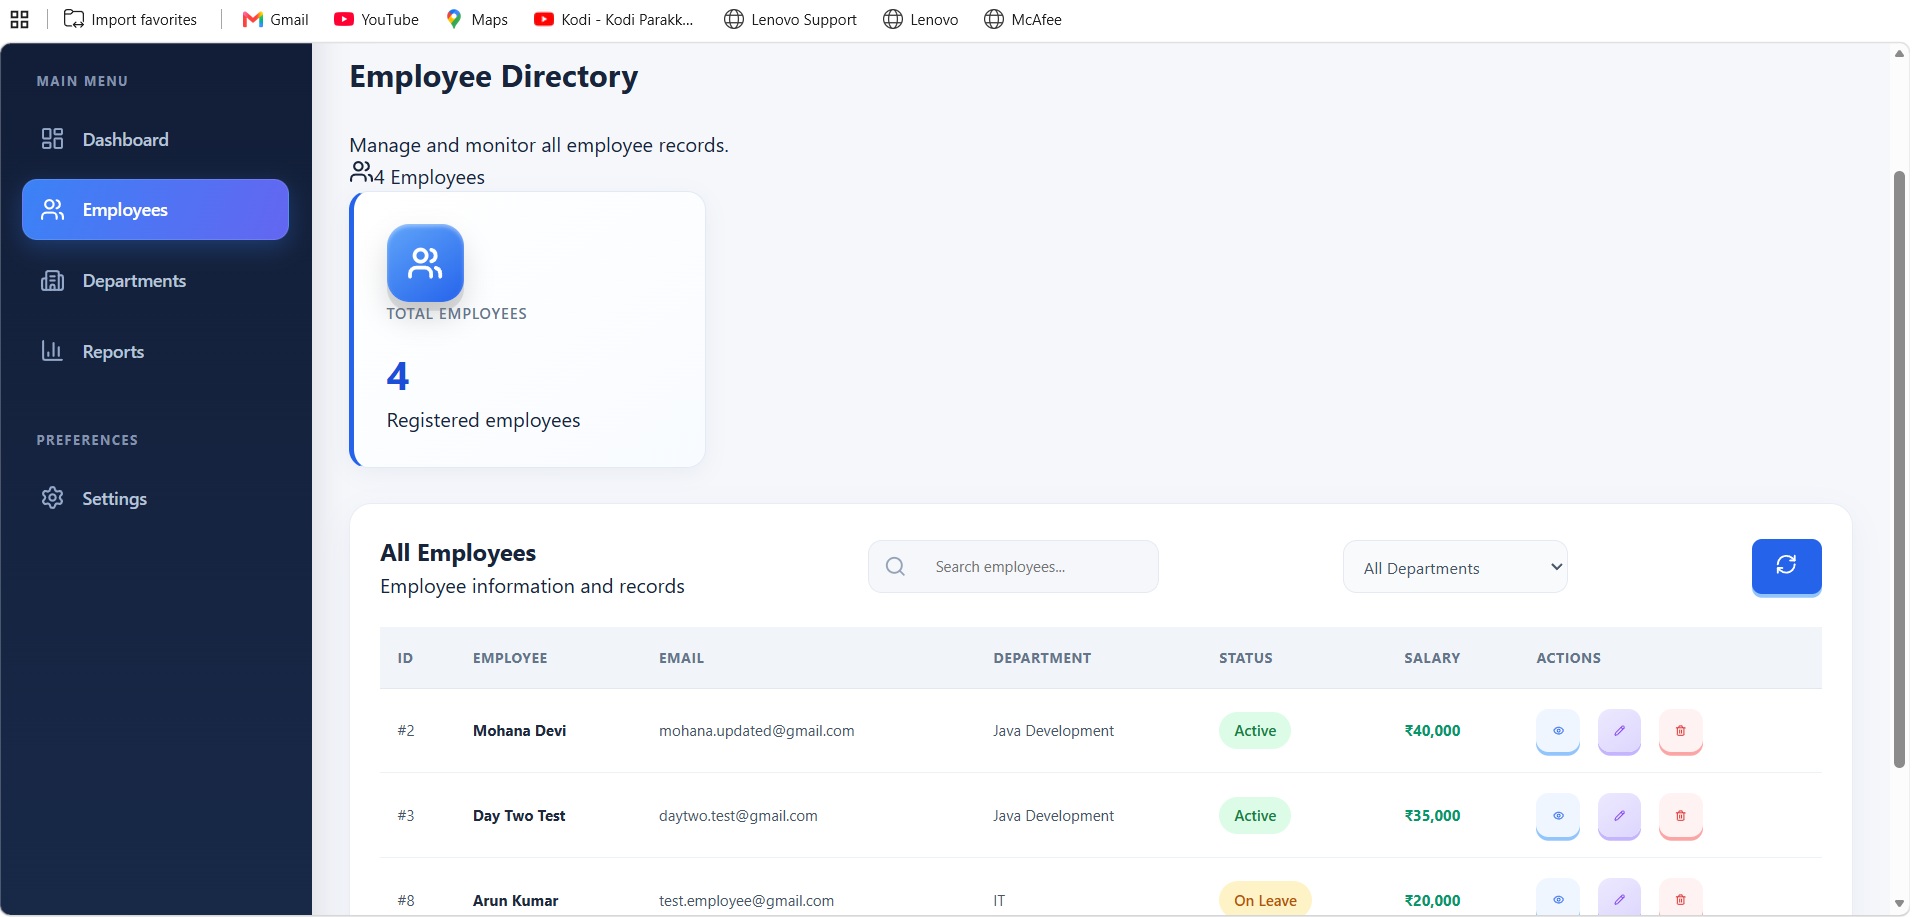 Import favorites
Gmail
YouTube
Maps
Kodi - Kodi Parakk...
Lenovo Support
Lenovo
McAfee
MAIN MENU
Dashboard
Employees
Departments
Reports
PREFERENCES
Settings
Employee Directory
Manage and monitor all employee records.
4 Employees
TOTAL EMPLOYEES
4
Registered employees
All Employees
Employee information and records
Search employees...
All Departments
ID EMPLOYEE EMAIL DEPARTMENT STATUS SALARY ACTIONS
#2 Mohana Devi mohana.updated@gmail.com Java Development Active ₹40,000
#3 Day Two Test daytwo.test@gmail.com Java Development Active ₹35,000
#8 Arun Kumar test.employee@gmail.com IT On Leave ₹20,000